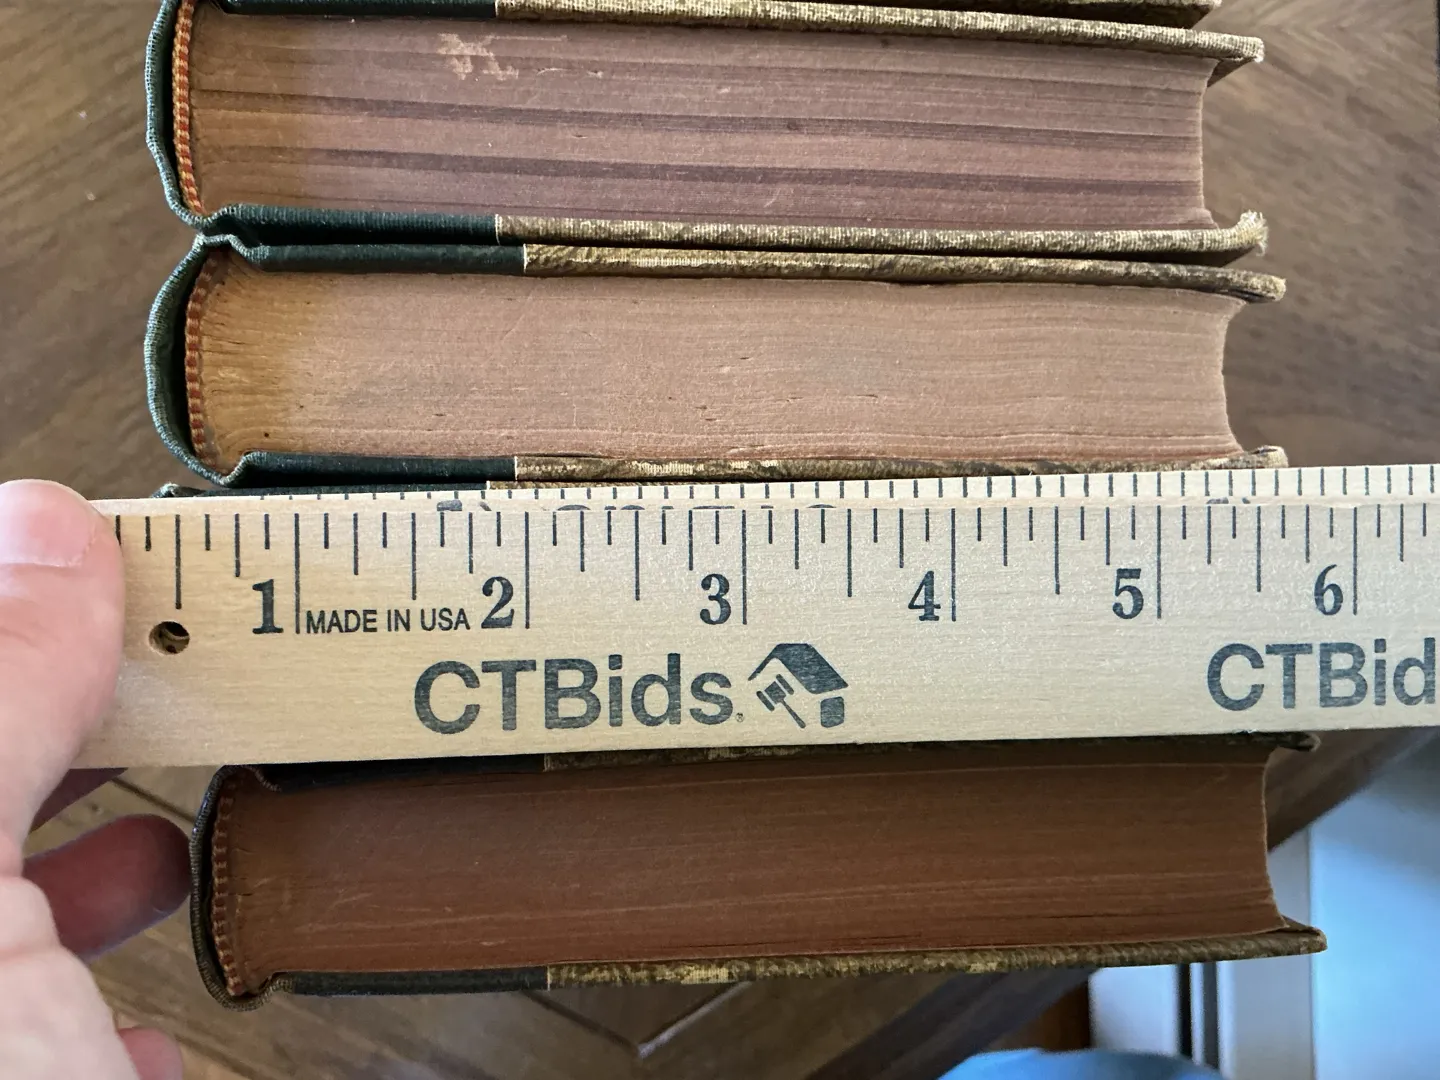 1 MADE IN USA 2 3 4 5 6
CTBids. CTBid